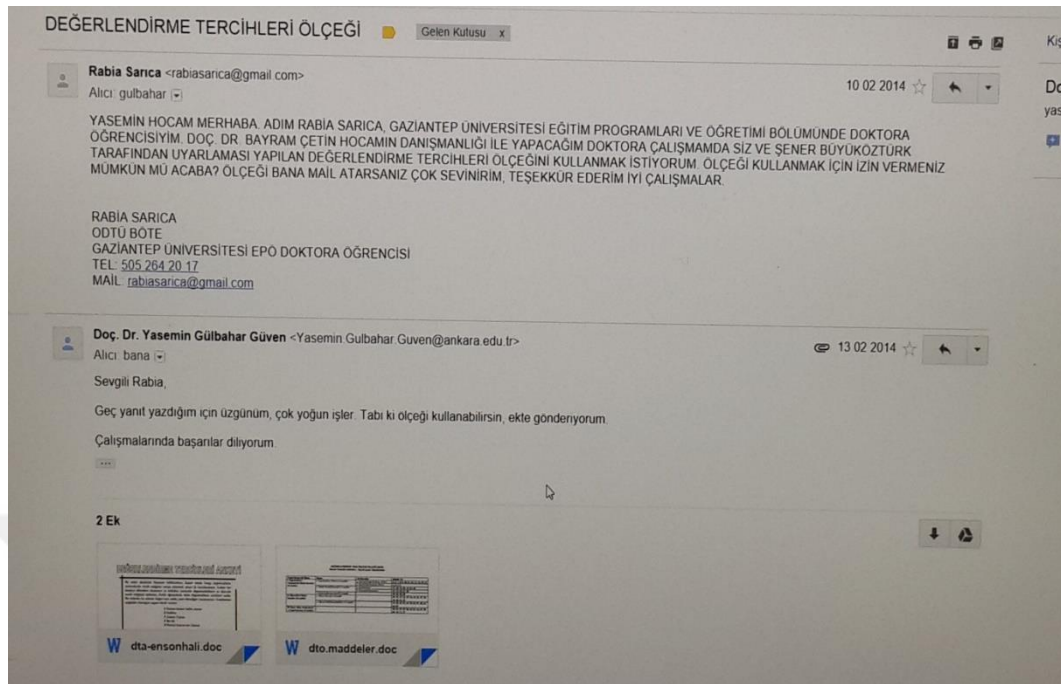 DEĞERLENDİRME TERCİHLERİ ÖLÇEĞİ
Gelen Kutusu x
Rabia Sarıca <rabiasarica@gmail.com>
10 02 2014
Alıcı: gulbahar
YASEMİN HOCAM MERHABA. ADIM RABİA SARICA, GAZİANTEP ÜNİVERSİTESİ EĞİTİM PROGRAMLARI VE ÖĞRETİMİ BÖLÜMÜNDE DOKTORA
ÖĞRENCİSİYİM. DOÇ. DR. BAYRAM ÇETİN HOCAMIN DANIŞMANLIĞI İLE YAPACAĞIM DOKTORA ÇALIŞMAMDA SİZ VE ŞENER BÜYÜKÖZTÜRK
TARAFINDAN UYARLAMASI YAPILAN DEĞERLENDİRME TERCİHLERİ ÖLÇEĞİNİ KULLANMAK İSTİYORUM. ÖLÇEĞİ KULLANMAK İÇİN İZİN VERMENİZ
MÜMKÜN MÜ ACABA? ÖLÇEĞİ BANA MAİL ATARSANIZ ÇOK SEVİNİRİM, TEŞEKKÜR EDERİM İYİ ÇALIŞMALAR.
RABİA SARICA
ODTÜ BÖTE
GAZİANTEP ÜNİVERSİTESİ EPÖ DOKTORA ÖĞRENCİSİ
TEL: 505 264 20 17
MAİL: rabiasarica@gmail.com
Doç. Dr. Yasemin Gülbahar Güven <Yasemin.Gulbahar.Guven@ankara.edu.tr>
13 02 2014
Alıcı: bana
Sevgili Rabia,
Geç yanıt yazdığım için üzgünüm, çok yoğun işler. Tabi ki ölçeği kullanabilirsin, ekte gönderiyorum.
Çalışmalarında başarılar diliyorum.
2 Ek
DEĞERLENDİRME TERCİHLERİ ANKETİ
W dta-ensonhali.doc
W dto.maddeler.doc